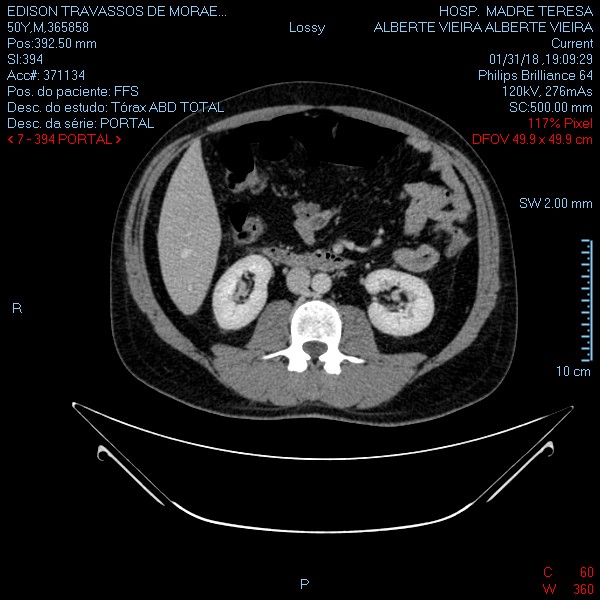 EDISON TRAVASSOS DE MORAE...
50Y,M,365858
Pos:392.50 mm
Sl:394
Acc#: 371134
Pos. do paciente: FFS
Desc. do estudo: Tórax ABD TOTAL
Desc. da série: PORTAL
< 7 - 394 PORTAL >
Lossy
HOSP. MADRE TERESA
ALBERTE VIEIRA ALBERTE VIEIRA
Current
01/31/18 ,19:09:29
Philips Brilliance 64
120kV, 276mAs
SC:500.00 mm
117% Pixel
DFOV 49.9 x 49.9 cm
SW 2.00 mm
R
10 cm
P
C 60
W 360